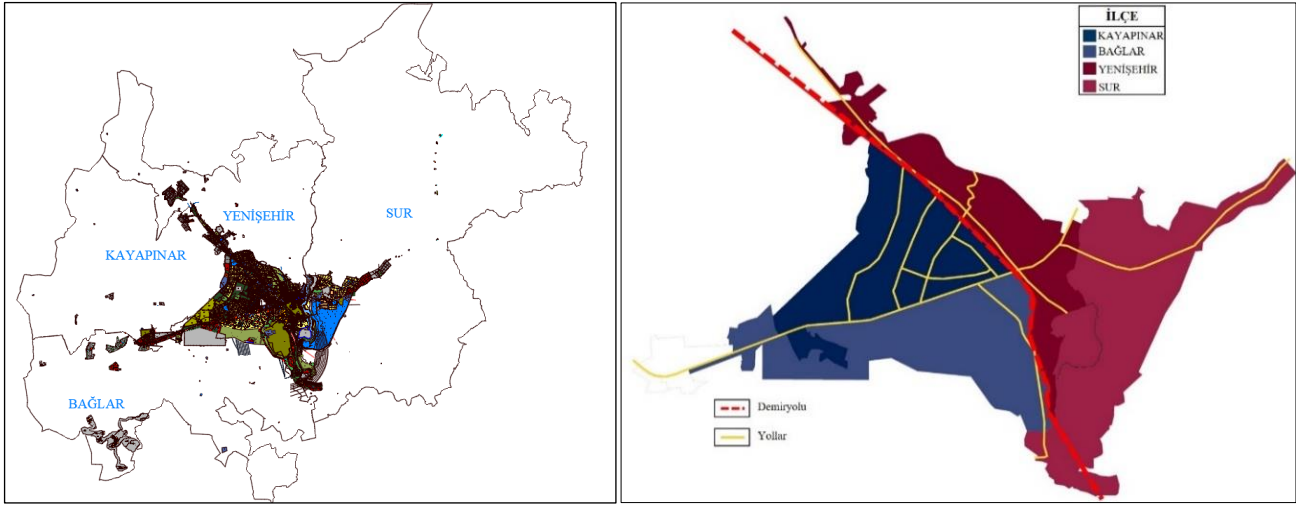 YENİŞEHİR
SUR
KAYAPINAR
BAĞLAR
İLÇE
KAYAPINAR
BAĞLAR
YENİŞEHİR
SUR
Demiryolu
Yollar